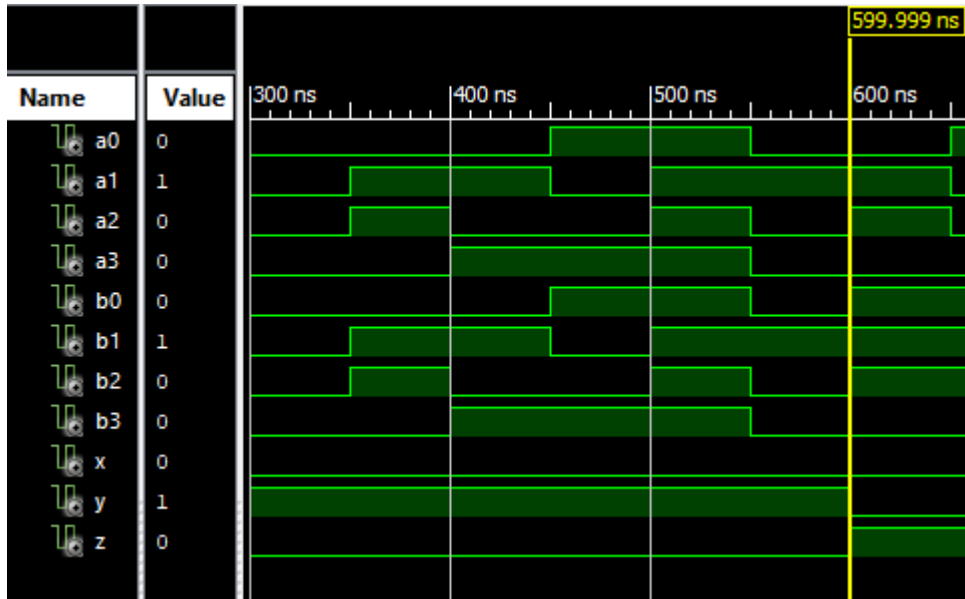 599.999 ns
Name Value 300 ns 400 ns 500 ns 600 ns
a0 0
a1 1
a2 0
a3 0
b0 0
b1 1
b2 0
b3 0
x 0
y 1
z 0